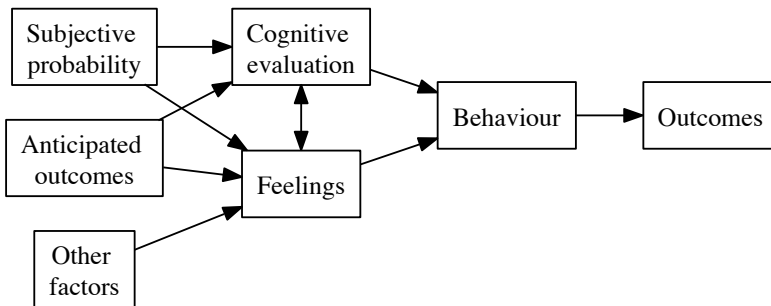 Subjective
probability
Cognitive
evaluation
Anticipated
outcomes
Feelings
Other
factors
Behaviour
Outcomes